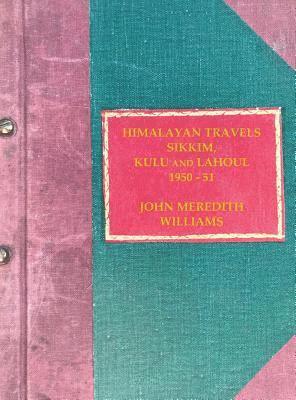 HIMALAYAN TRAVELS
SIKKIM,
KULU AND LAHOUL
1950 - 51
JOHN MEREDITH
WILLIAMS